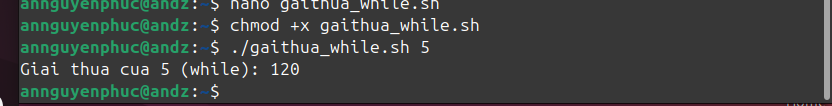 annguyenphuc@andz:~$ nano gaithua_while.sh
annguyenphuc@andz:~$ chmod +x gaithua_while.sh
annguyenphuc@andz:~$ ./gaithua_while.sh 5
Giai thua cua 5 (while): 120
annguyenphuc@andz:~$